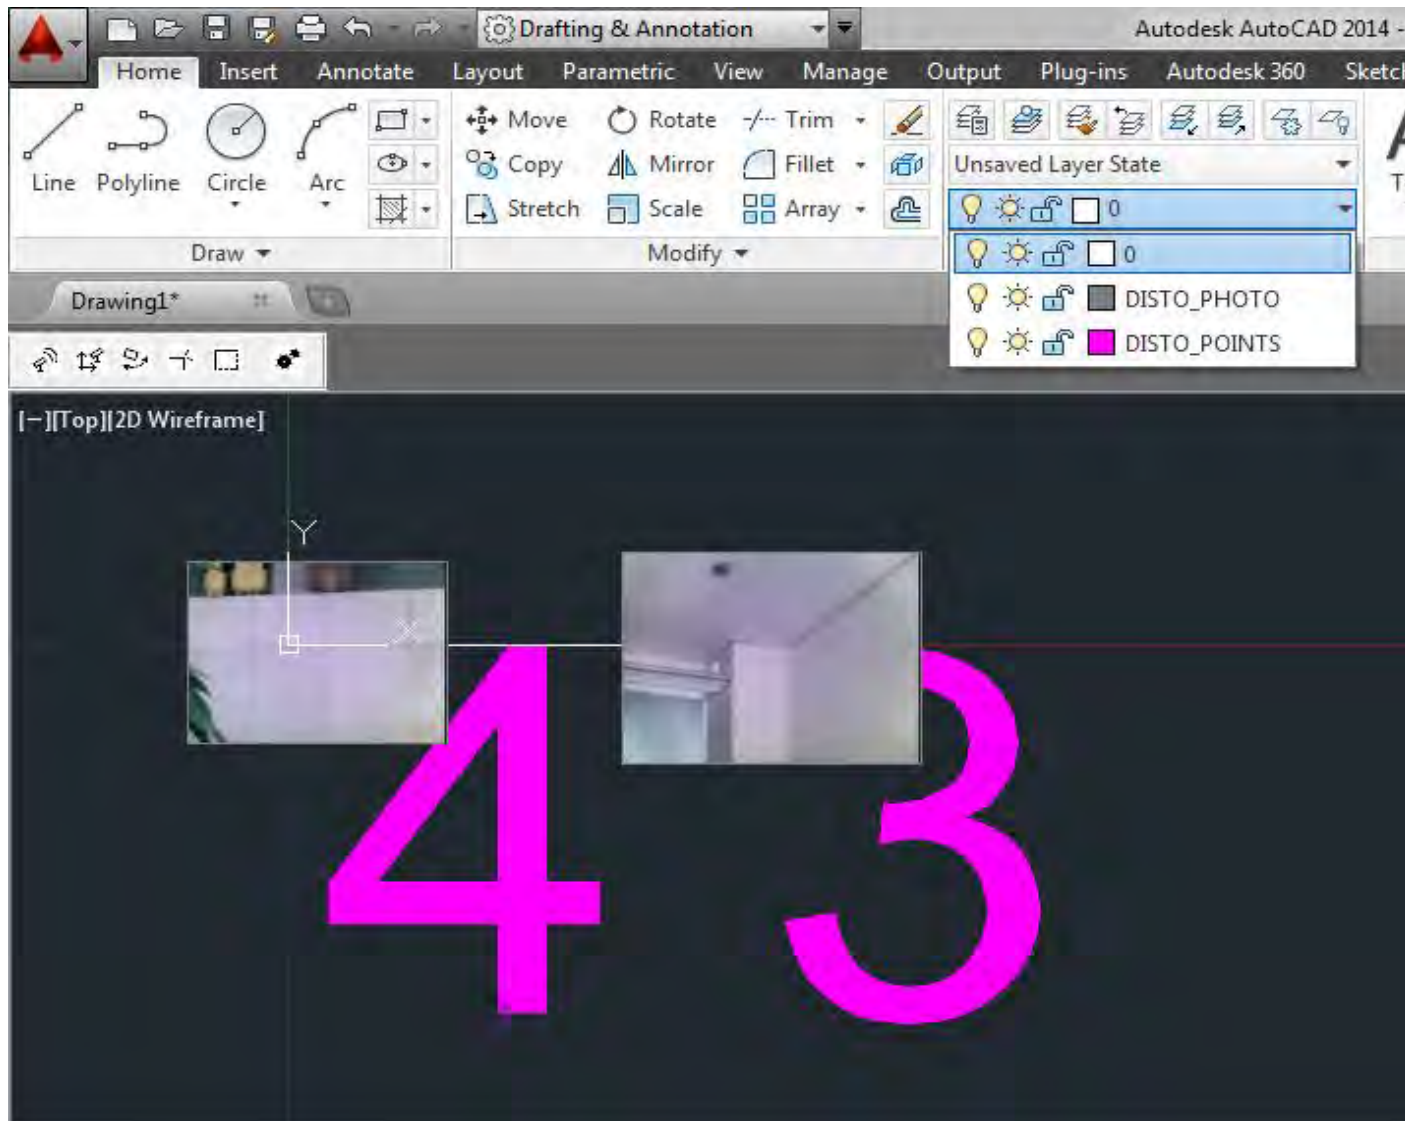 Drafting & Annotation
Autodesk AutoCAD 2014 -
Home Insert Annotate Layout Parametric View Manage Output Plug-ins Autodesk 360 Sketch
Line Polyline Circle Arc
Move Rotate Trim
Copy Mirror Fillet
Stretch Scale Array
Unsaved Layer State
0
Draw
Modify
0
DISTO_PHOTO
DISTO_POINTS
Drawing1*
[−][Top][2D Wireframe]
Y
X
4 3